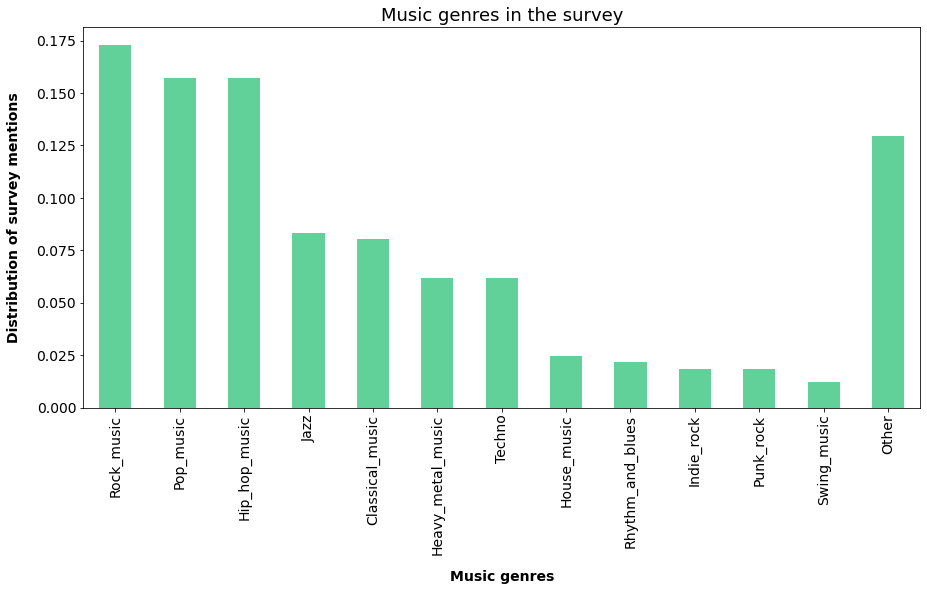 Music genres in the survey
Distribution of survey mentions
0.175
0.150
0.125
0.100
0.075
0.050
0.025
0.000
Rock_music
Pop_music
Hip_hop_music
Jazz
Classical_music
Heavy_metal_music
Techno
House_music
Rhythm_and_blues
Indie_rock
Punk_rock
Swing_music
Other
Music genres